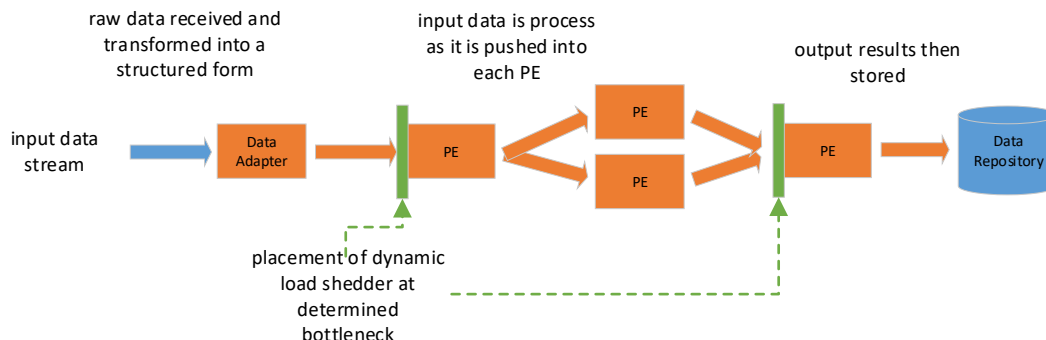 raw data received and
transformed into a
structured form
input data is process
as it is pushed into
each PE
output results then
stored
input data
stream
Data
Adapter
PE
PE
PE
PE
Data
Repository
placement of dynamic
load shedder at
determined
bottleneck